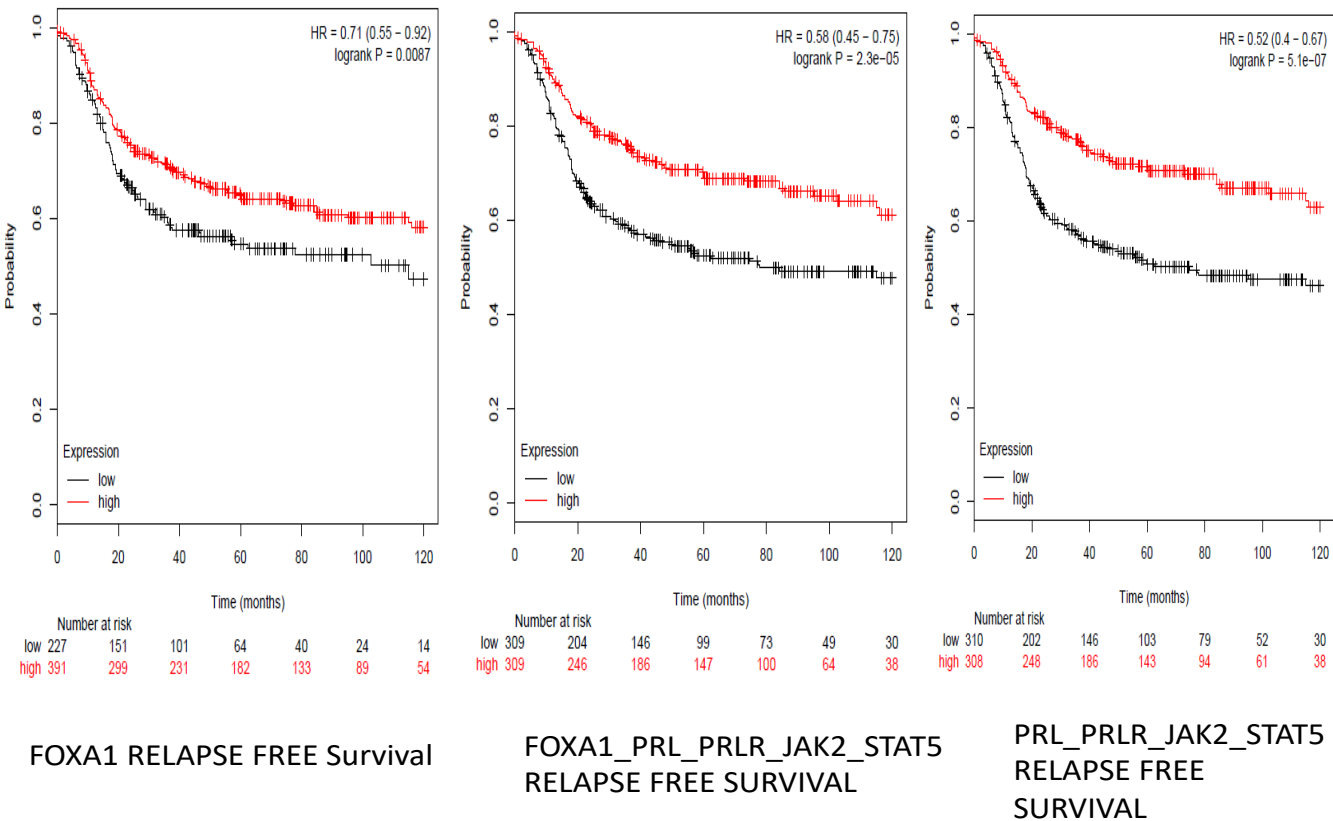 HR = 0.71 (0.55 – 0.92)
logrank P = 0.0087
Probability
1.0
0.8
0.6
0.4
0.2
0.0
Expression
low
high
0 20 40 60 80 100 120
Time (months)
Number at risk
low 227 151 101 64 40 24 14
high 391 299 231 182 133 89 54
FOXA1 RELAPSE FREE Survival
HR = 0.58 (0.45 – 0.75)
logrank P = 2.3e−05
Probability
1.0
0.8
0.6
0.4
0.2
0.0
Expression
low
high
0 20 40 60 80 100 120
Time (months)
Number at risk
low 309 204 146 99 73 49 30
high 309 246 186 147 100 64 38
FOXA1_PRL_PRLR_JAK2_STAT5
RELAPSE FREE SURVIVAL
HR = 0.52 (0.4 – 0.67)
logrank P = 5.1e−07
Probability
1.0
0.8
0.6
0.4
0.2
0.0
Expression
low
high
0 20 40 60 80 100 120
Time (months)
Number at risk
low 310 202 146 103 79 52 30
high 308 248 186 143 94 61 38
PRL_PRLR_JAK2_STAT5
RELAPSE FREE
SURVIVAL